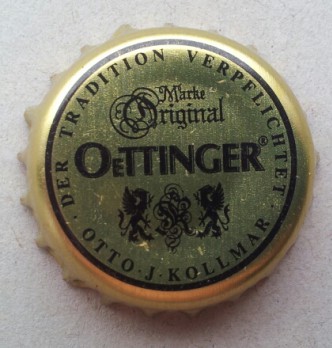 DER TRADITION VERPFLICHTET
Marke
Original
OeTTINGER®
· OTTO · J · KOLLMAR ·